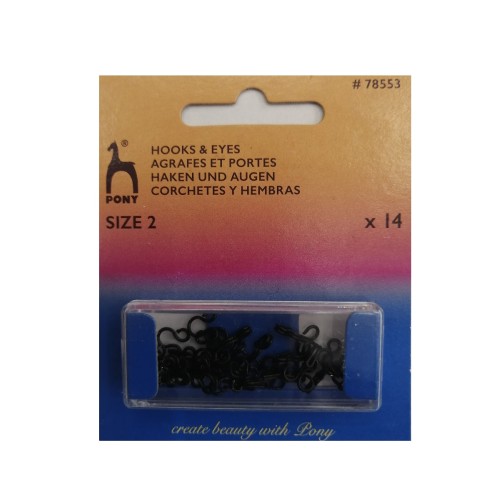 # 78553
HOOKS & EYES
AGRAFES ET PORTES
HAKEN UND AUGEN
CORCHETES Y HEMBRAS
®
PONY
SIZE 2
x 14
create beauty with Pony